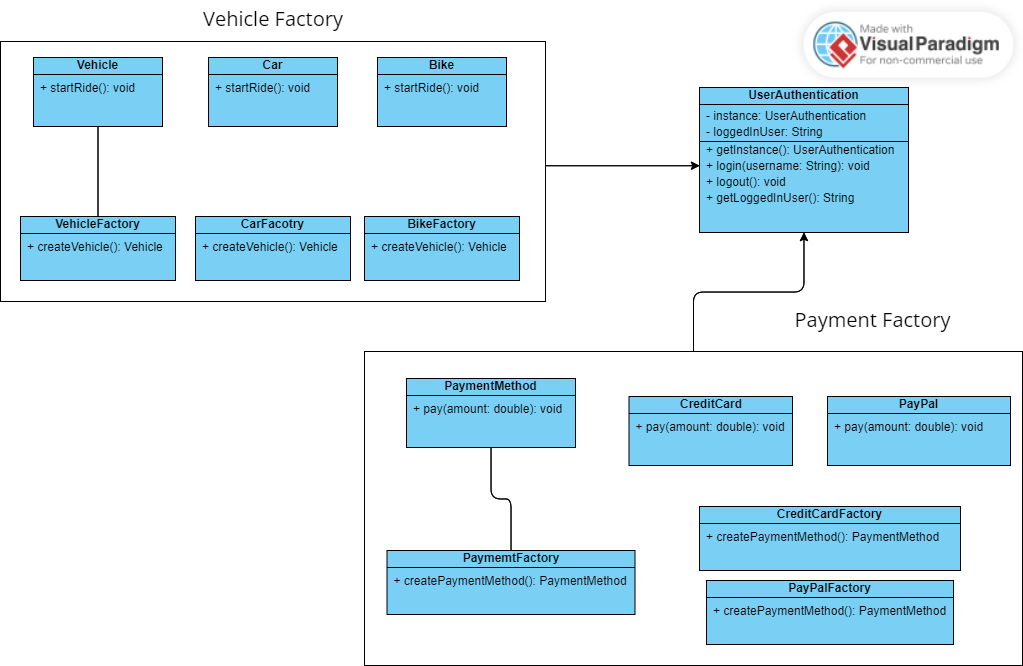 Vehicle Factory
Made with
Visual Paradigm
For non-commercial use
Vehicle
+ startRide(): void
Car
+ startRide(): void
Bike
+ startRide(): void
UserAuthentication
- instance: UserAuthentication
- loggedInUser: String
+ getInstance(): UserAuthentication
+ login(username: String): void
+ logout(): void
+ getLoggedInUser(): String
VehicleFactory
+ createVehicle(): Vehicle
CarFacotry
+ createVehicle(): Vehicle
BikeFactory
+ createVehicle(): Vehicle
Payment Factory
PaymentMethod
+ pay(amount: double): void
CreditCard
+ pay(amount: double): void
PayPal
+ pay(amount: double): void
CreditCardFactory
+ createPaymentMethod(): PaymentMethod
PaymemtFactory
+ createPaymentMethod(): PaymentMethod
PayPalFactory
+ createPaymentMethod(): PaymentMethod